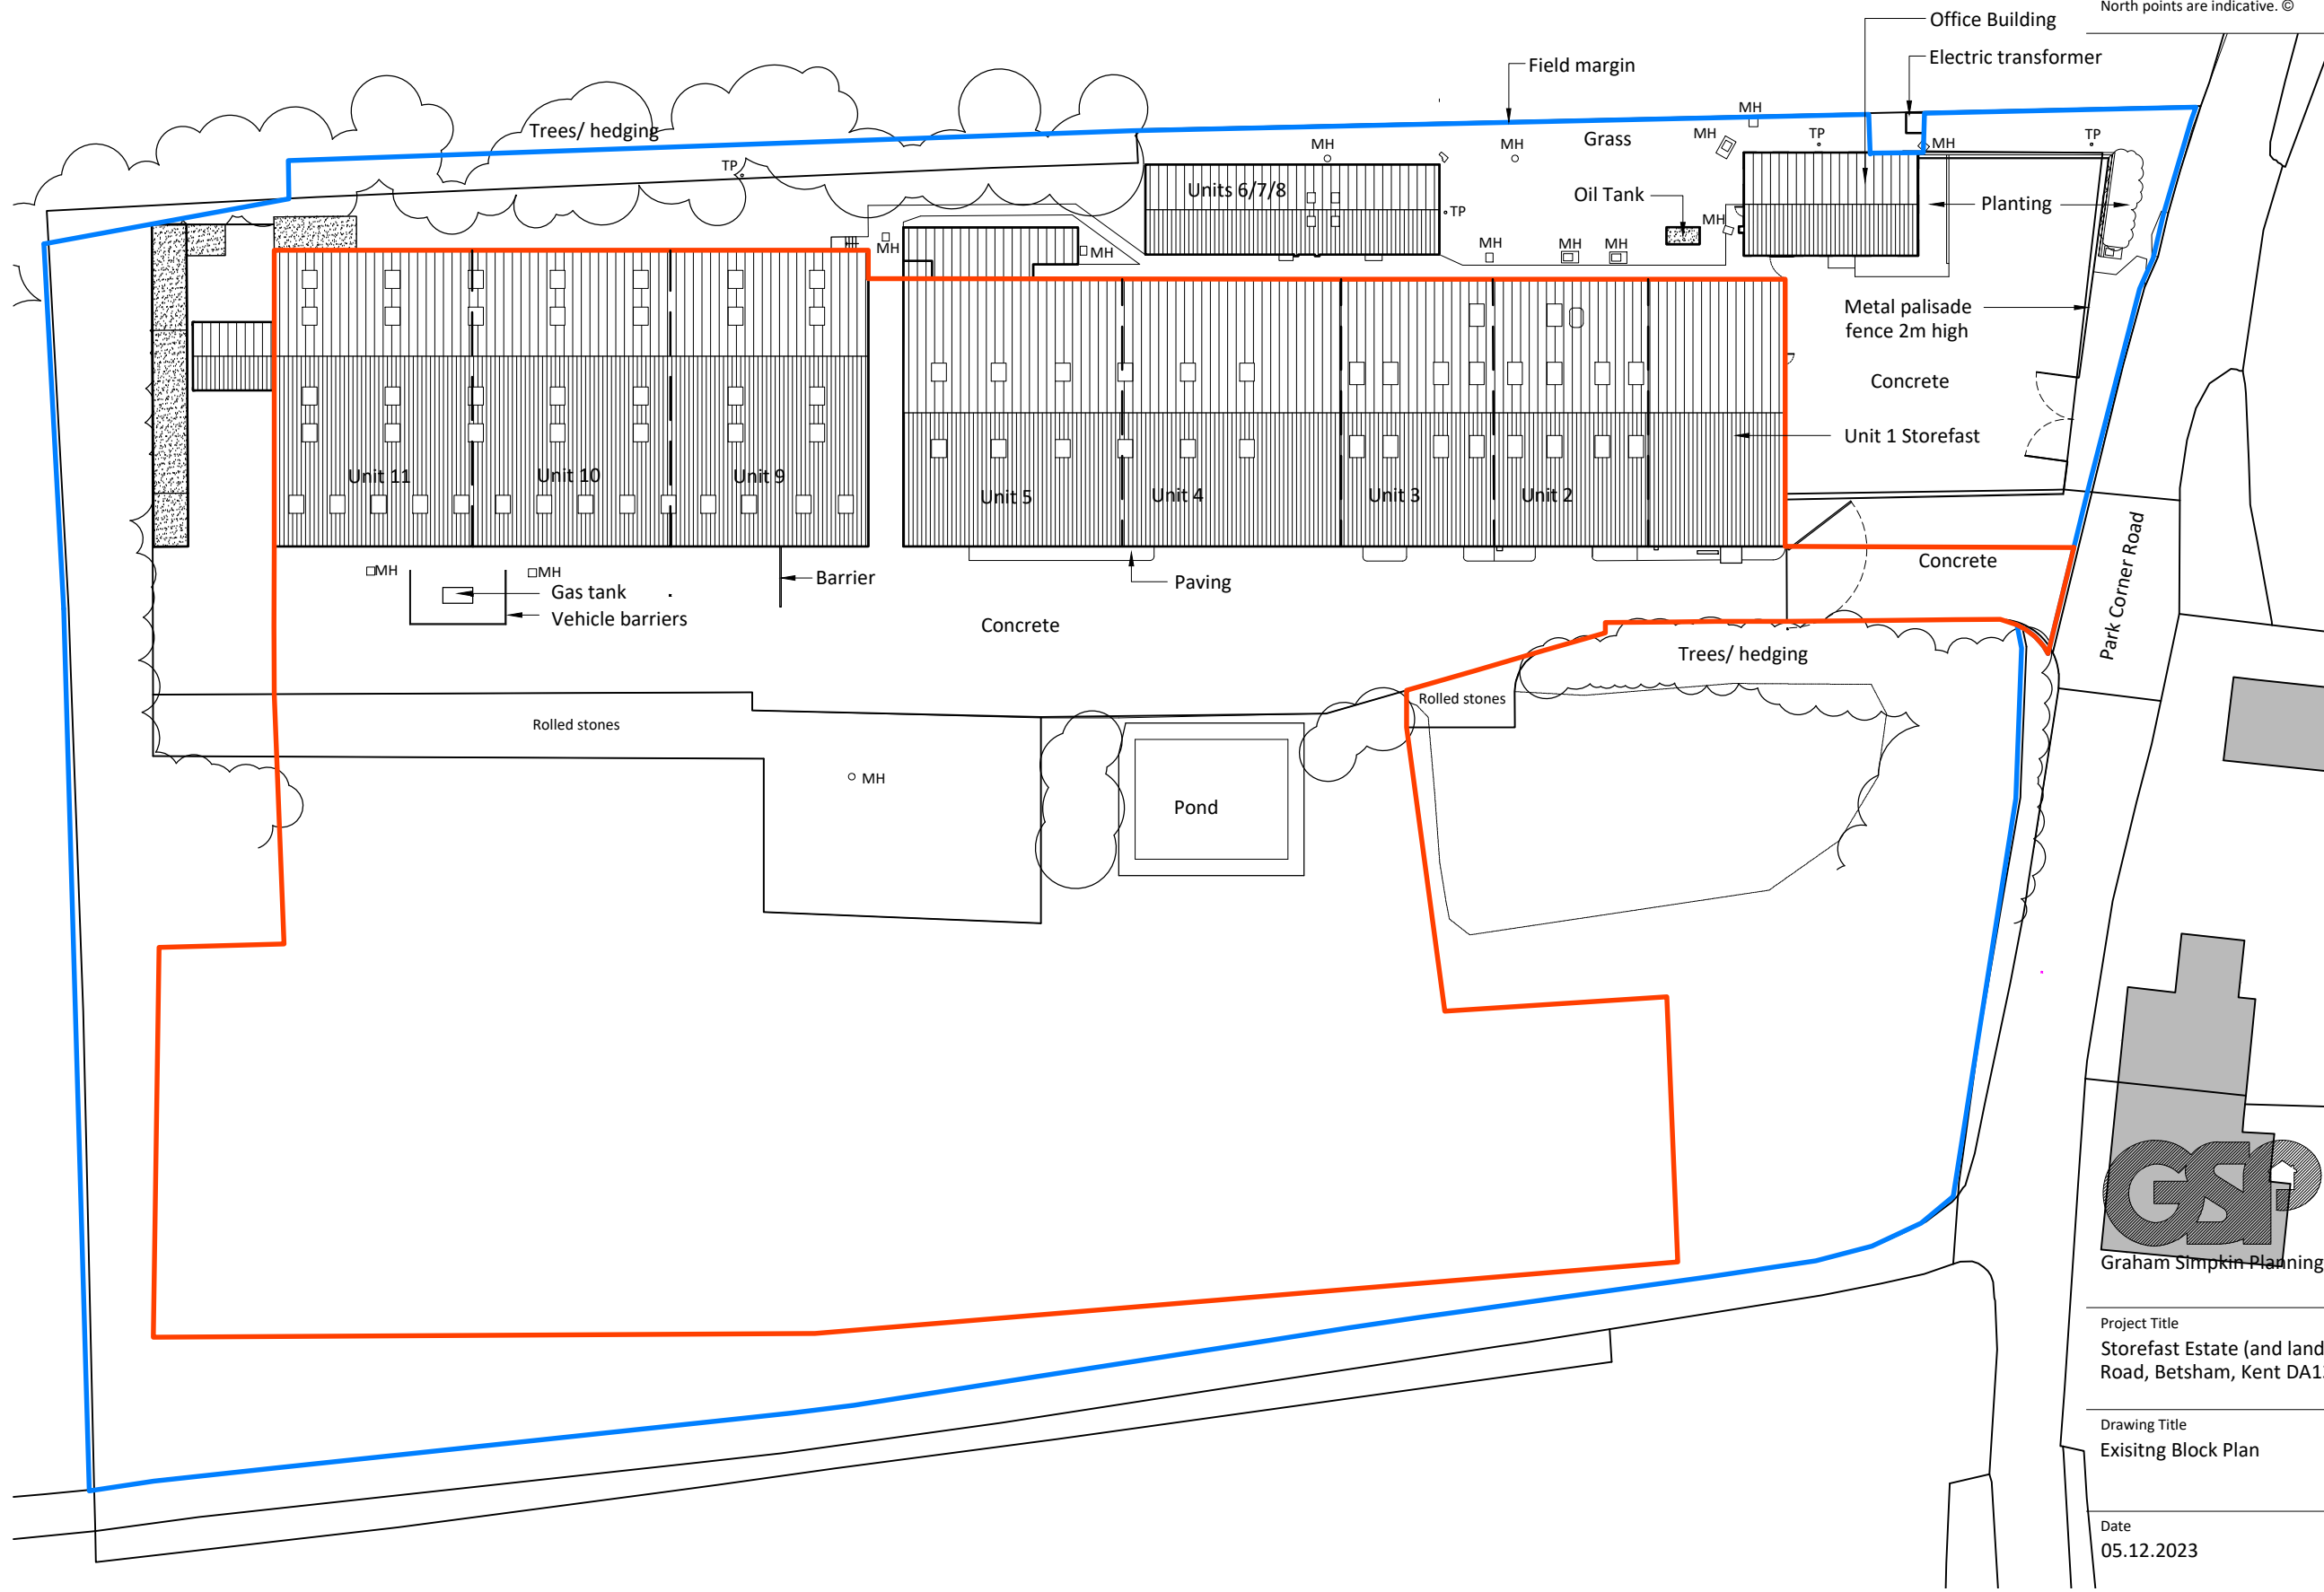 North points are indicative. ©
Office Building
Electric transformer
Field margin
Trees/ hedging
Grass
MH
MH
TP
TP
MH
MH
MH
TP
Units 6/7/8
Oil Tank
Planting
TP
MH
MH
MH
MH
MH
MH
Metal palisade
fence 2m high
Concrete
Unit 1 Storefast
Unit 11
Unit 10
Unit 9
Unit 5
Unit 4
Unit 3
Unit 2
Park Corner Road
MH
MH
Gas tank
Vehicle barriers
Barrier
Paving
Concrete
Concrete
Trees/ hedging
Rolled stones
Rolled stones
MH
Pond
GSP
Graham Simpkin Planning
Project Title
Storefast Estate (and land
Road, Betsham, Kent DA1
Drawing Title
Exisitng Block Plan
Date
05.12.2023